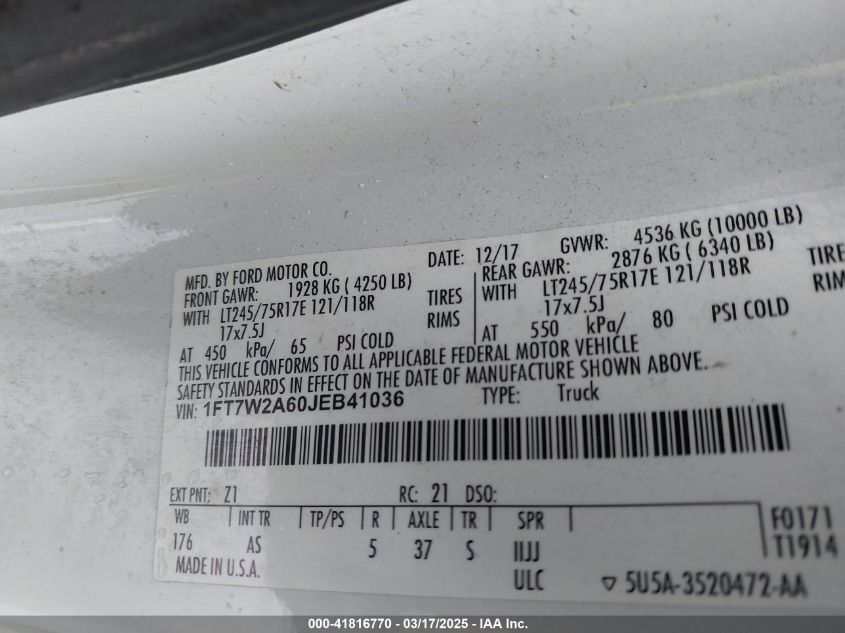 MFD. BY FORD MOTOR CO. DATE: 12/17 GVWR: 4536 KG (10000 LB)
FRONT GAWR: 1928 KG ( 4250 LB) REAR GAWR: 2876 KG ( 6340 LB)
WITH LT245/75R17E 121/118R TIRES WITH LT245/75R17E 121/118R TIRE
17x7.5J RIMS 17x7.5J RIM
AT 450 kPa/ 65 PSI COLD AT 550 kPa/ 80 PSI COLD
THIS VEHICLE CONFORMS TO ALL APPLICABLE FEDERAL MOTOR VEHICLE
SAFETY STANDARDS IN EFFECT ON THE DATE OF MANUFACTURE SHOWN ABOVE.
VIN: 1FT7W2A60JEB41036 TYPE: Truck
EXT PNT: Z1 RC: 21 DSO:
WB INT TR TP/PS R AXLE TR SPR F0171
176 AS 5 37 S IIJJ T1914
MADE IN U.S.A. ULC 5U5A-3520472-AA
000-41816770 - 03/17/2025 - IAA Inc.